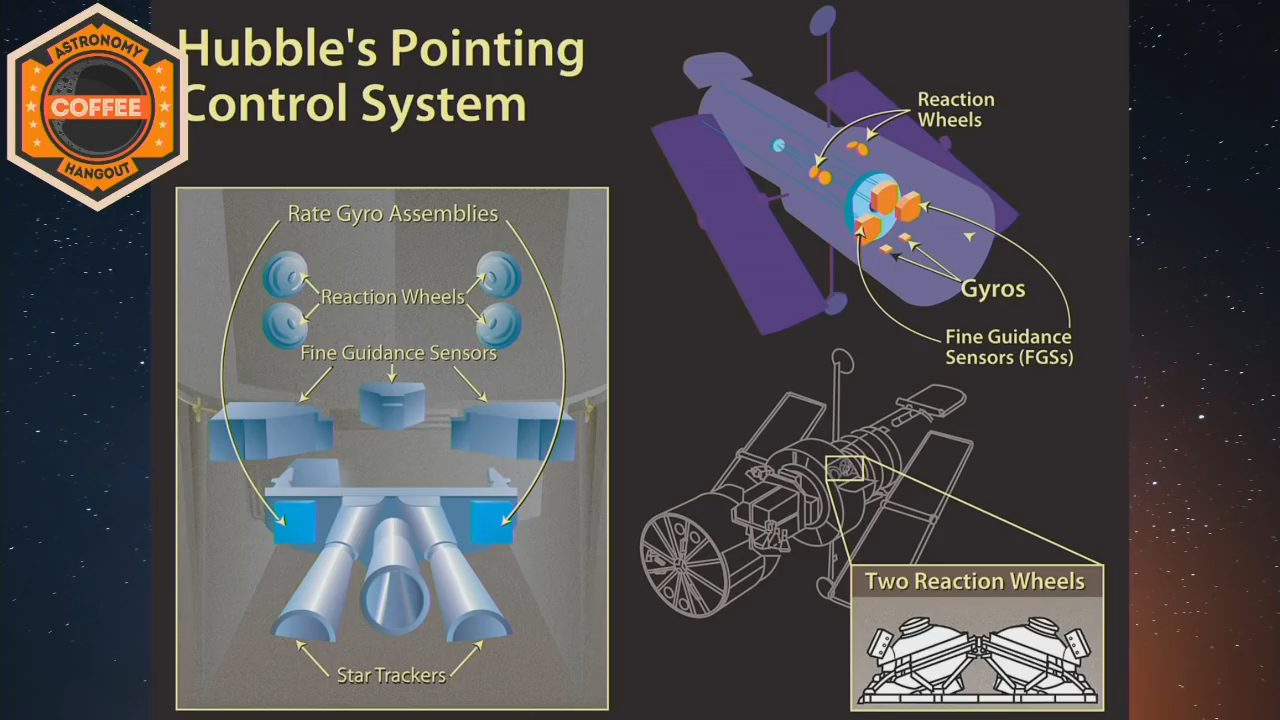 ASTRONOMY
COFFEE
HANGOUT
Hubble's Pointing
Control System
Rate Gyro Assemblies
Reaction Wheels
Fine Guidance Sensors
Star Trackers
Reaction
Wheels
Gyros
Fine Guidance
Sensors (FGSs)
Two Reaction Wheels